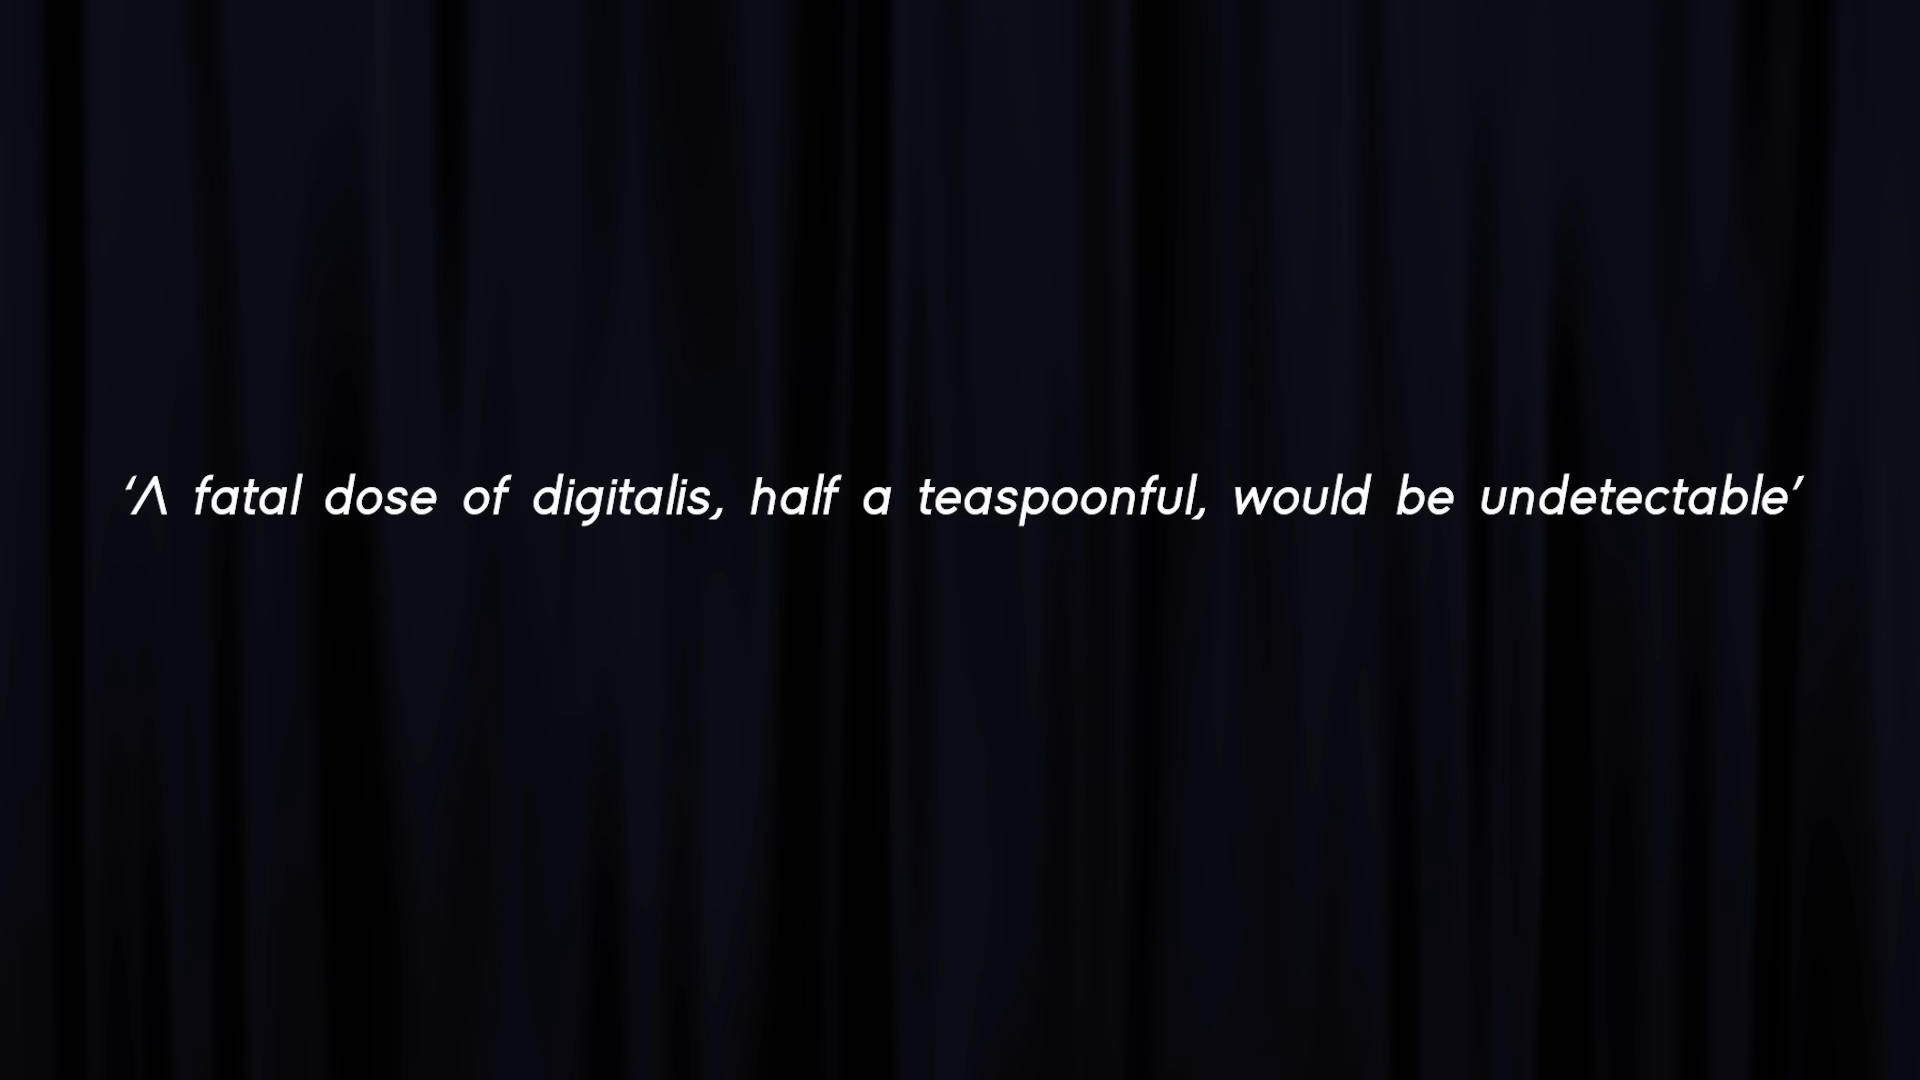 ‘Λ fatal dose of digitalis, half a teaspoonful, would be undetectable’